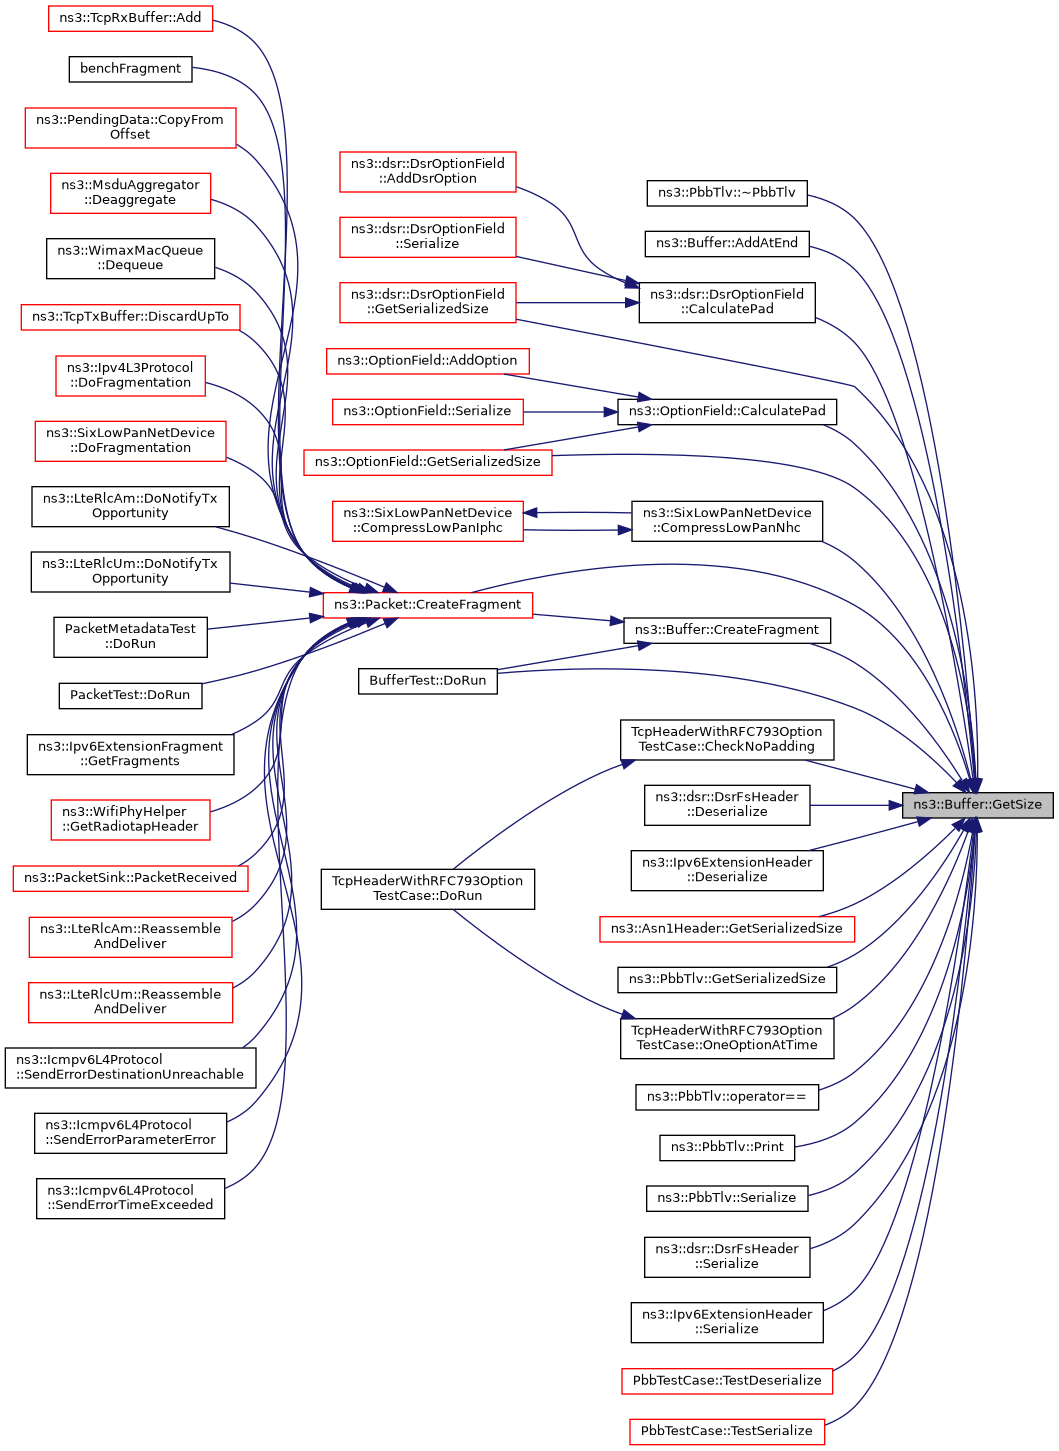 ns3::TcpRxBuffer::Add
benchFragment
ns3::PendingData::CopyFrom
Offset
ns3::MsduAggregator
::Deaggregate
ns3::WimaxMacQueue
::Dequeue
ns3::TcpTxBuffer::DiscardUpTo
ns3::Ipv4L3Protocol
::DoFragmentation
ns3::SixLowPanNetDevice
::DoFragmentation
ns3::LteRlcAm::DoNotifyTx
Opportunity
ns3::LteRlcUm::DoNotifyTx
Opportunity
PacketMetadataTest
::DoRun
PacketTest::DoRun
ns3::Ipv6ExtensionFragment
::GetFragments
ns3::WifiPhyHelper
::GetRadiotapHeader
ns3::PacketSink::PacketReceived
ns3::LteRlcAm::Reassemble
AndDeliver
ns3::LteRlcUm::Reassemble
AndDeliver
ns3::Icmpv6L4Protocol
::SendErrorDestinationUnreachable
ns3::Icmpv6L4Protocol
::SendErrorParameterError
ns3::Icmpv6L4Protocol
::SendErrorTimeExceeded
ns3::dsr::DsrOptionField
::AddDsrOption
ns3::dsr::DsrOptionField
::Serialize
ns3::dsr::DsrOptionField
::GetSerializedSize
ns3::OptionField::AddOption
ns3::OptionField::Serialize
ns3::OptionField::GetSerializedSize
ns3::SixLowPanNetDevice
::CompressLowPanIphc
ns3::Packet::CreateFragment
BufferTest::DoRun
TcpHeaderWithRFC793Option
TestCase::DoRun
ns3::PbbTlv::~PbbTlv
ns3::Buffer::AddAtEnd
ns3::dsr::DsrOptionField
::CalculatePad
ns3::OptionField::CalculatePad
ns3::SixLowPanNetDevice
::CompressLowPanNhc
ns3::Buffer::CreateFragment
TcpHeaderWithRFC793Option
TestCase::CheckNoPadding
ns3::dsr::DsrFsHeader
::Deserialize
ns3::Ipv6ExtensionHeader
::Deserialize
ns3::Asn1Header::GetSerializedSize
ns3::PbbTlv::GetSerializedSize
TcpHeaderWithRFC793Option
TestCase::OneOptionAtTime
ns3::PbbTlv::operator==
ns3::PbbTlv::Print
ns3::PbbTlv::Serialize
ns3::dsr::DsrFsHeader
::Serialize
ns3::Ipv6ExtensionHeader
::Serialize
PbbTestCase::TestDeserialize
PbbTestCase::TestSerialize
ns3::Buffer::GetSize